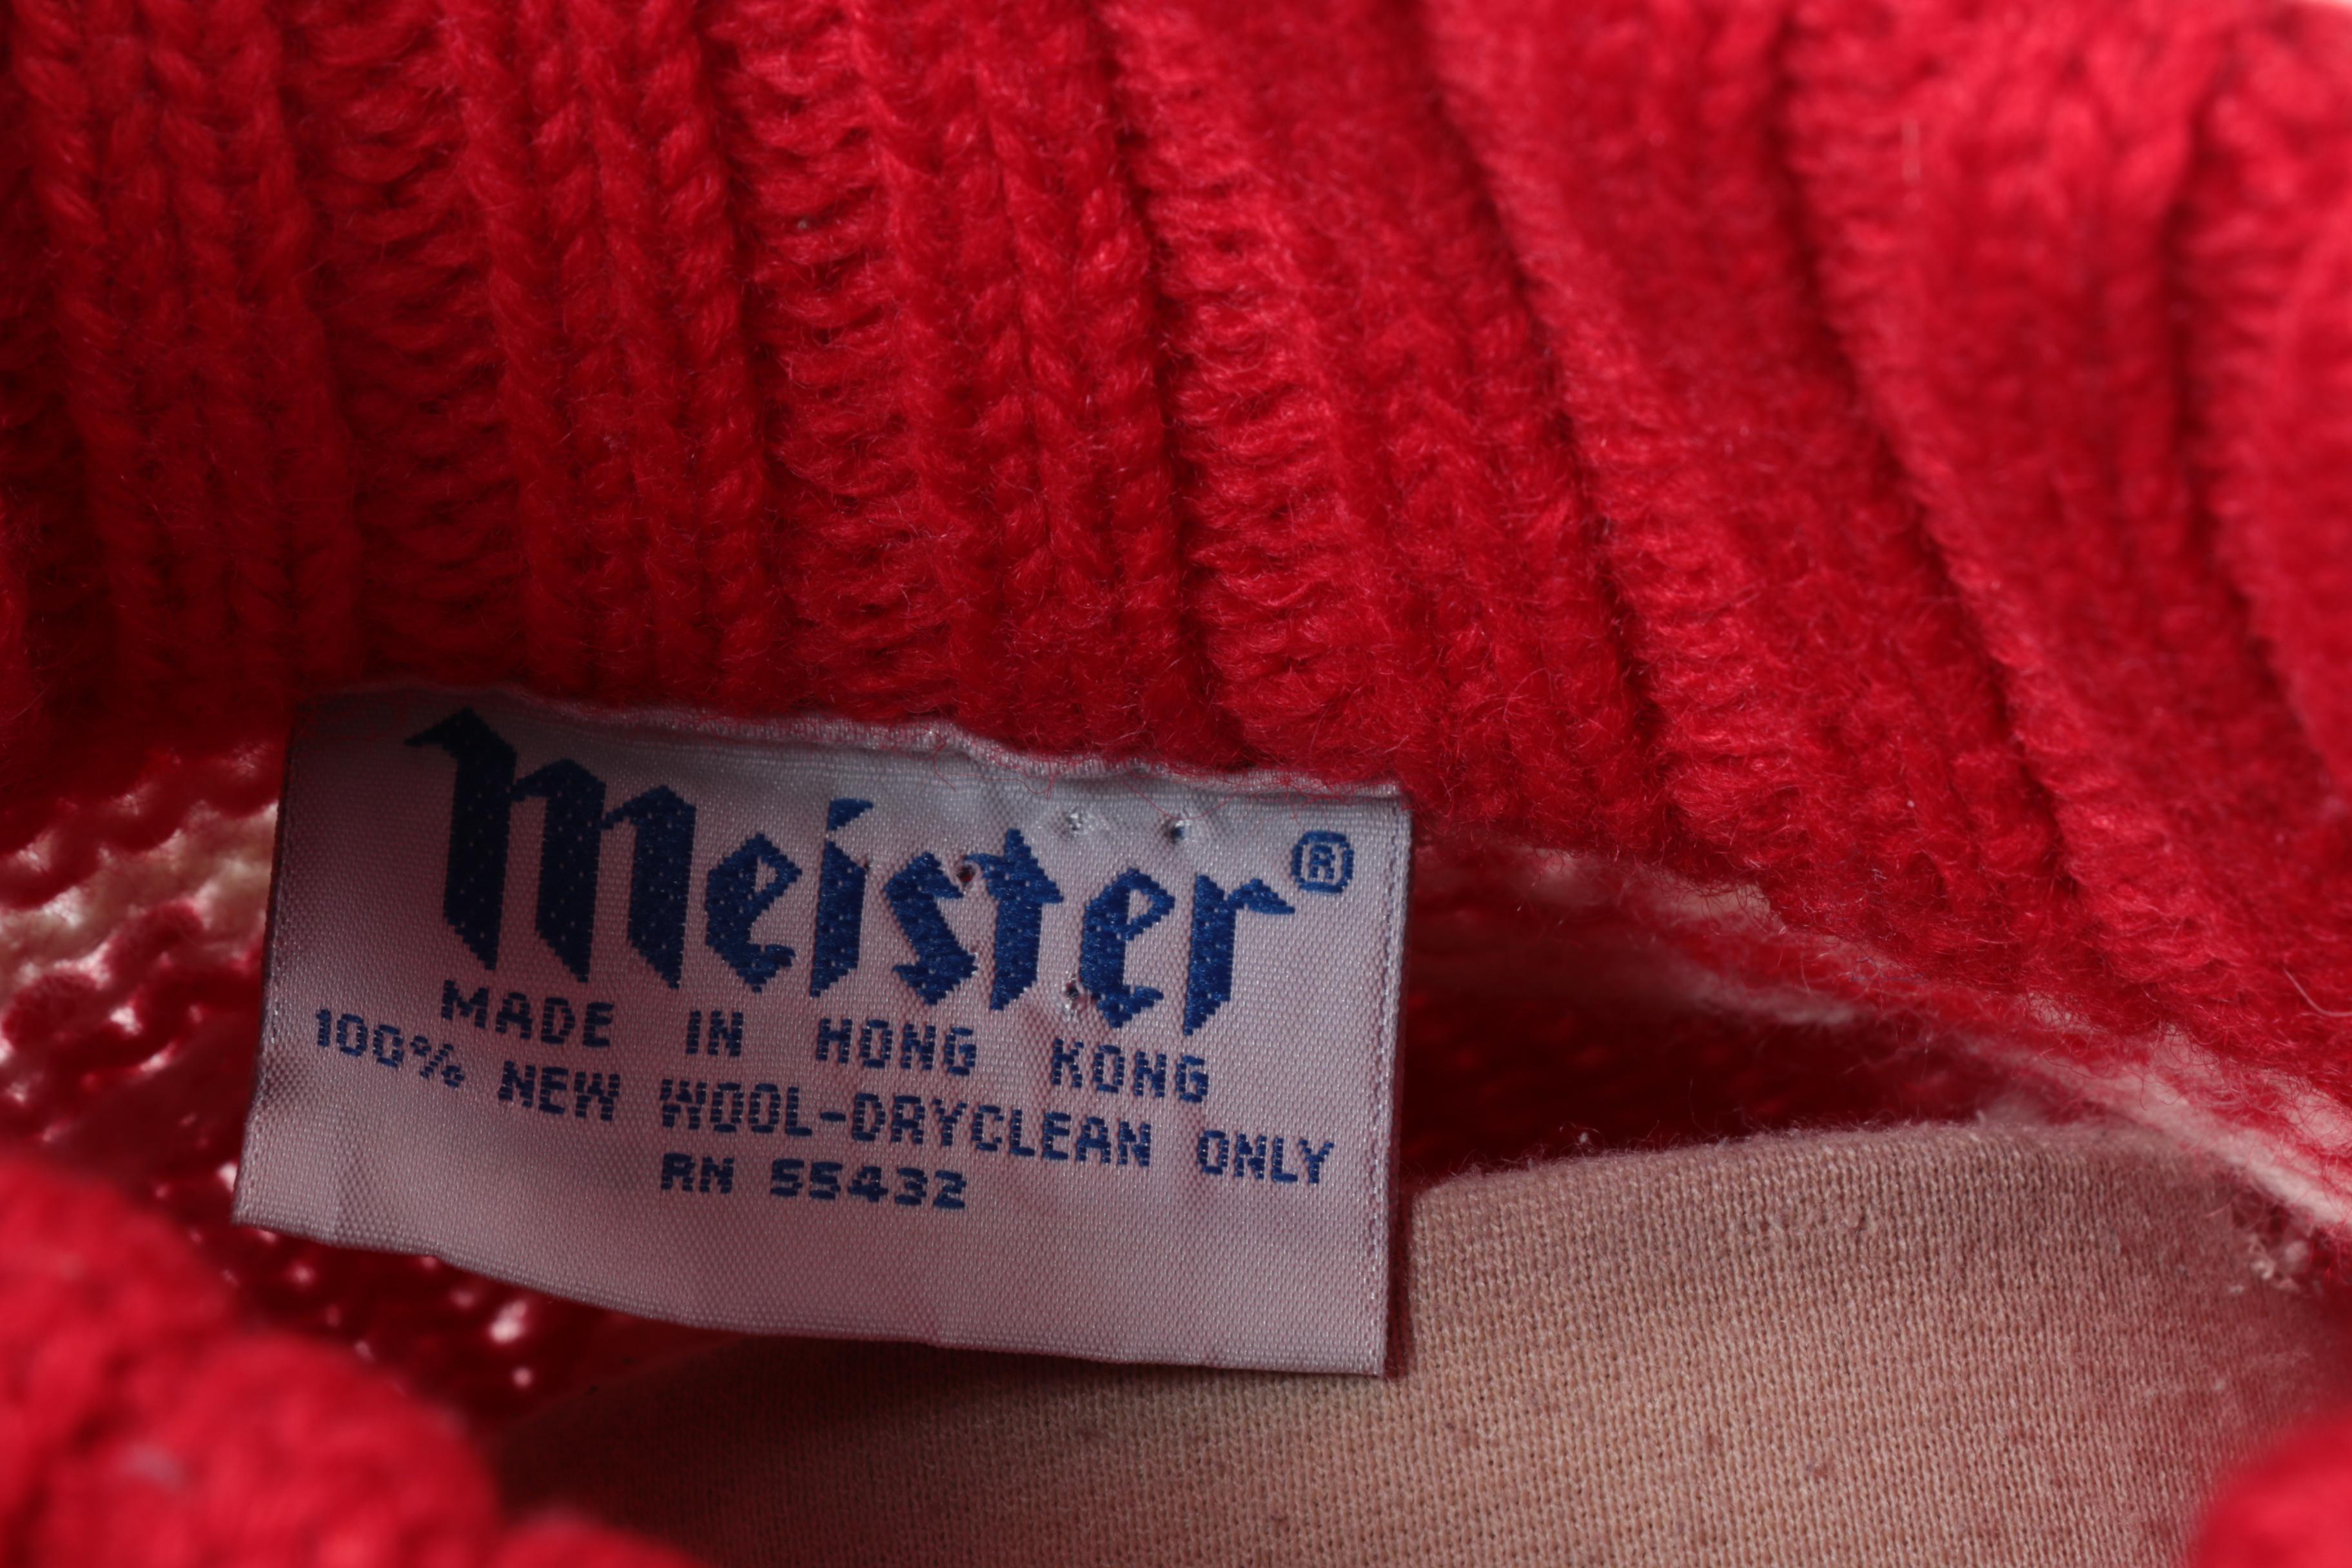 Meister®
MADE IN HONG KONG
100% NEW WOOL-DRYCLEAN ONLY
RN 55432